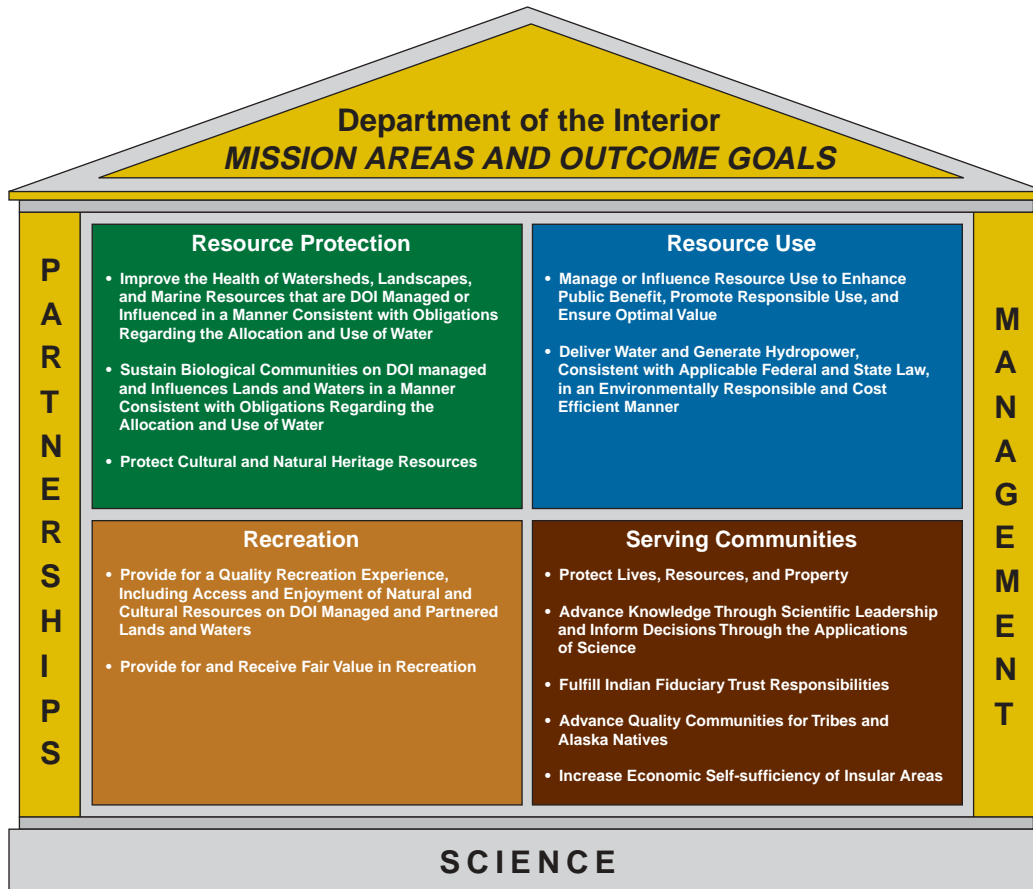 Department of the Interior
MISSION AREAS AND OUTCOME GOALS
PARTNERSHIPS
Resource Protection
• Improve the Health of Watersheds, Landscapes,
and Marine Resources that are DOI Managed or
Influenced in a Manner Consistent with Obligations
Regarding the Allocation and Use of Water
• Sustain Biological Communities on DOI managed
and Influences Lands and Waters in a Manner
Consistent with Obligations Regarding the
Allocation and Use of Water
• Protect Cultural and Natural Heritage Resources
Resource Use
• Manage or Influence Resource Use to Enhance
Public Benefit, Promote Responsible Use, and
Ensure Optimal Value
• Deliver Water and Generate Hydropower,
Consistent with Applicable Federal and State Law,
in an Environmentally Responsible and Cost
Efficient Manner
Recreation
• Provide for a Quality Recreation Experience,
Including Access and Enjoyment of Natural and
Cultural Resources on DOI Managed and Partnered
Lands and Waters
• Provide for and Receive Fair Value in Recreation
Serving Communities
• Protect Lives, Resources, and Property
• Advance Knowledge Through Scientific Leadership
and Inform Decisions Through the Applications
of Science
• Fulfill Indian Fiduciary Trust Responsibilities
• Advance Quality Communities for Tribes and
Alaska Natives
• Increase Economic Self-sufficiency of Insular Areas
MANAGEMENT
SCIENCE